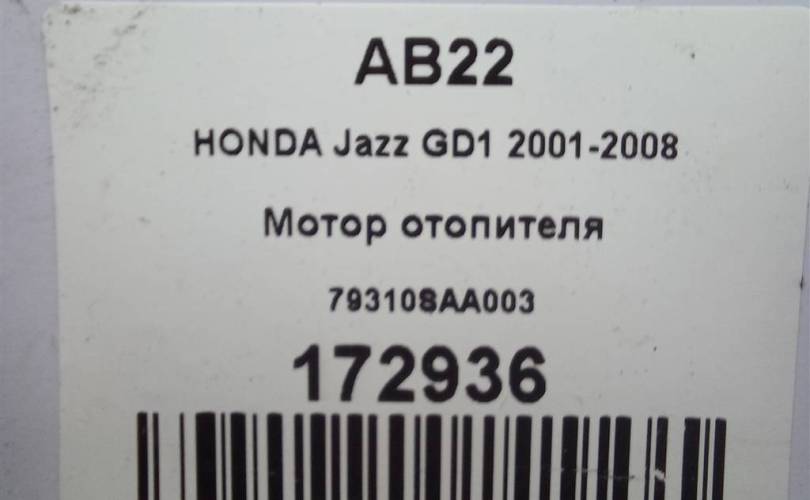 AB22
HONDA Jazz GD1 2001-2008
Мотор отопителя
79310SAA003
172936